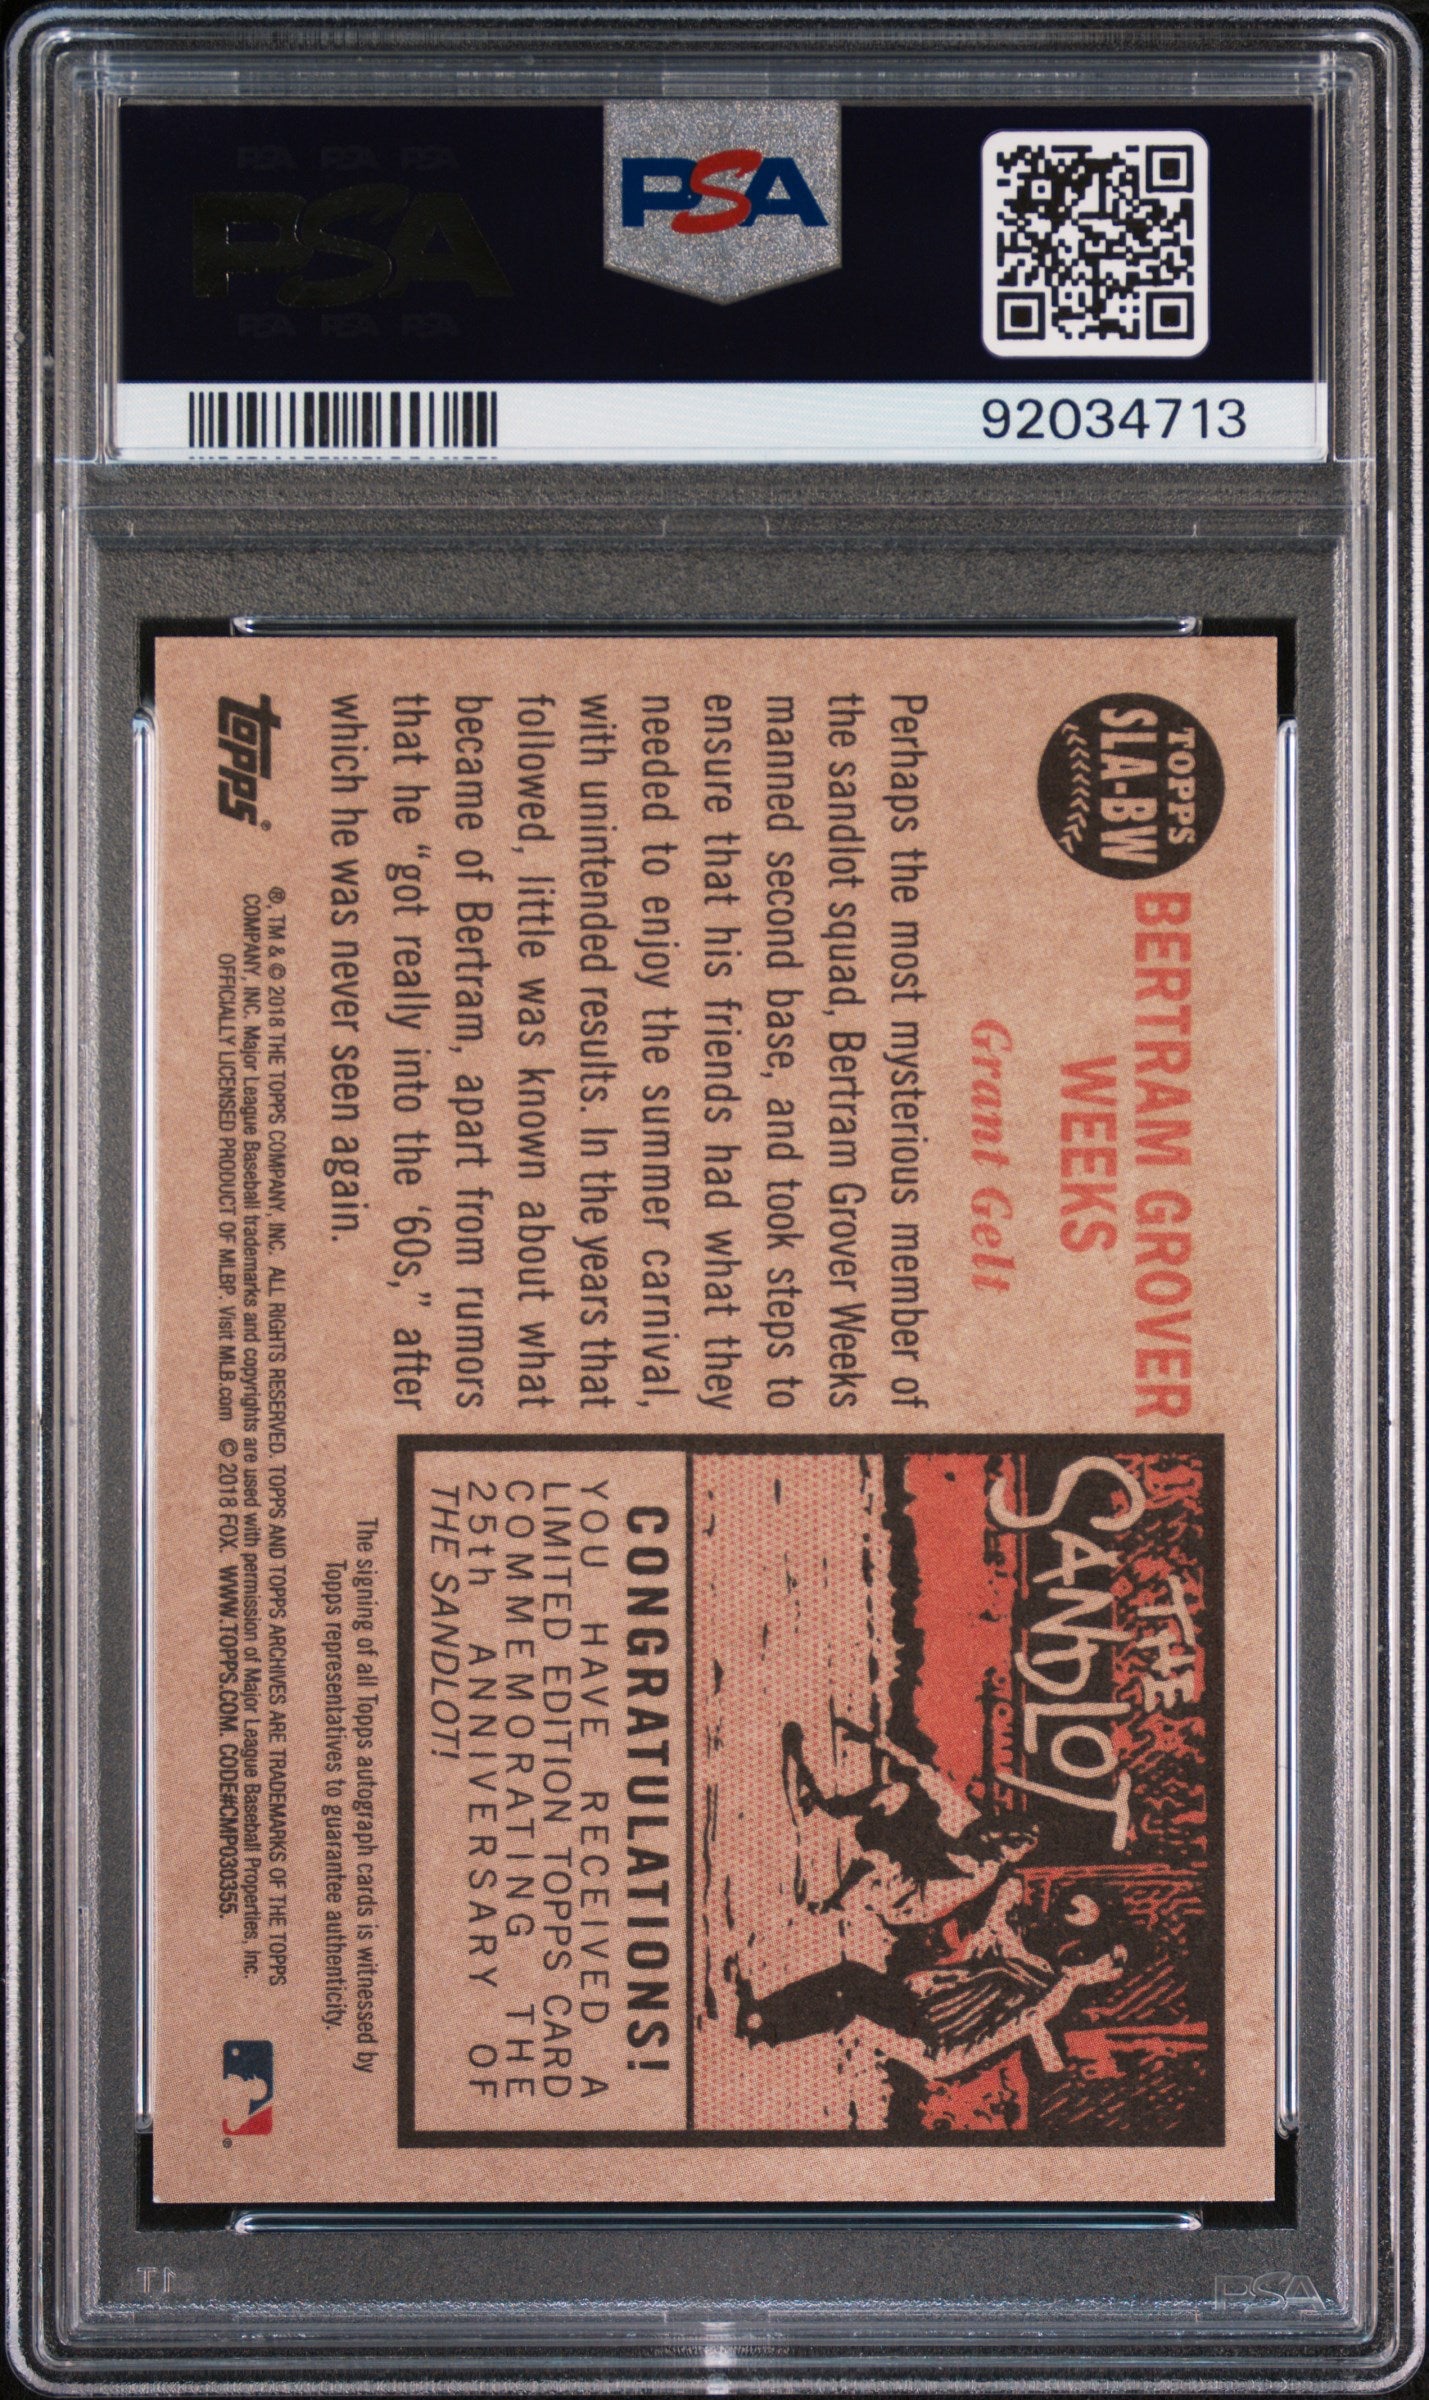 PSA PSA PSA
PSA
PSA PSA PSA
PSA
92034713
TOPPS
SLA-BW
BERTRAM GROVER
WEEKS
Grant Gelt
Perhaps the most mysterious member of
the sandlot squad, Bertram Grover Weeks
manned second base, and took steps to
ensure that his friends had what they
needed to enjoy the summer carnival,
with unintended results. In the years that
followed, little was known about what
became of Bertram, apart from rumors
that he “got really into the ‘60s,” after
which he was never seen again.
THE
SANDLOT
CONGRATULATIONS!
YOU HAVE RECEIVED A
LIMITED EDITION TOPPS CARD
COMMEMORATING THE
25th ANNIVERSARY OF
THE SANDLOT!
The signing of all Topps autograph cards is witnessed by
Topps representatives to guarantee authenticity.
topps®
®, TM & © 2018 THE TOPPS COMPANY, INC. ALL RIGHTS RESERVED. TOPPS AND TOPPS ARCHIVES ARE TRADEMARKS OF THE TOPPS
COMPANY, INC. Major League Baseball trademarks and copyrights are used with permission of Major League Baseball Properties, Inc.
OFFICIALLY LICENSED PRODUCT OF MLBP. Visit MLB.com © 2018 FOX. WWW.TOPPS.COM. CODE#CMP030355.
PSA